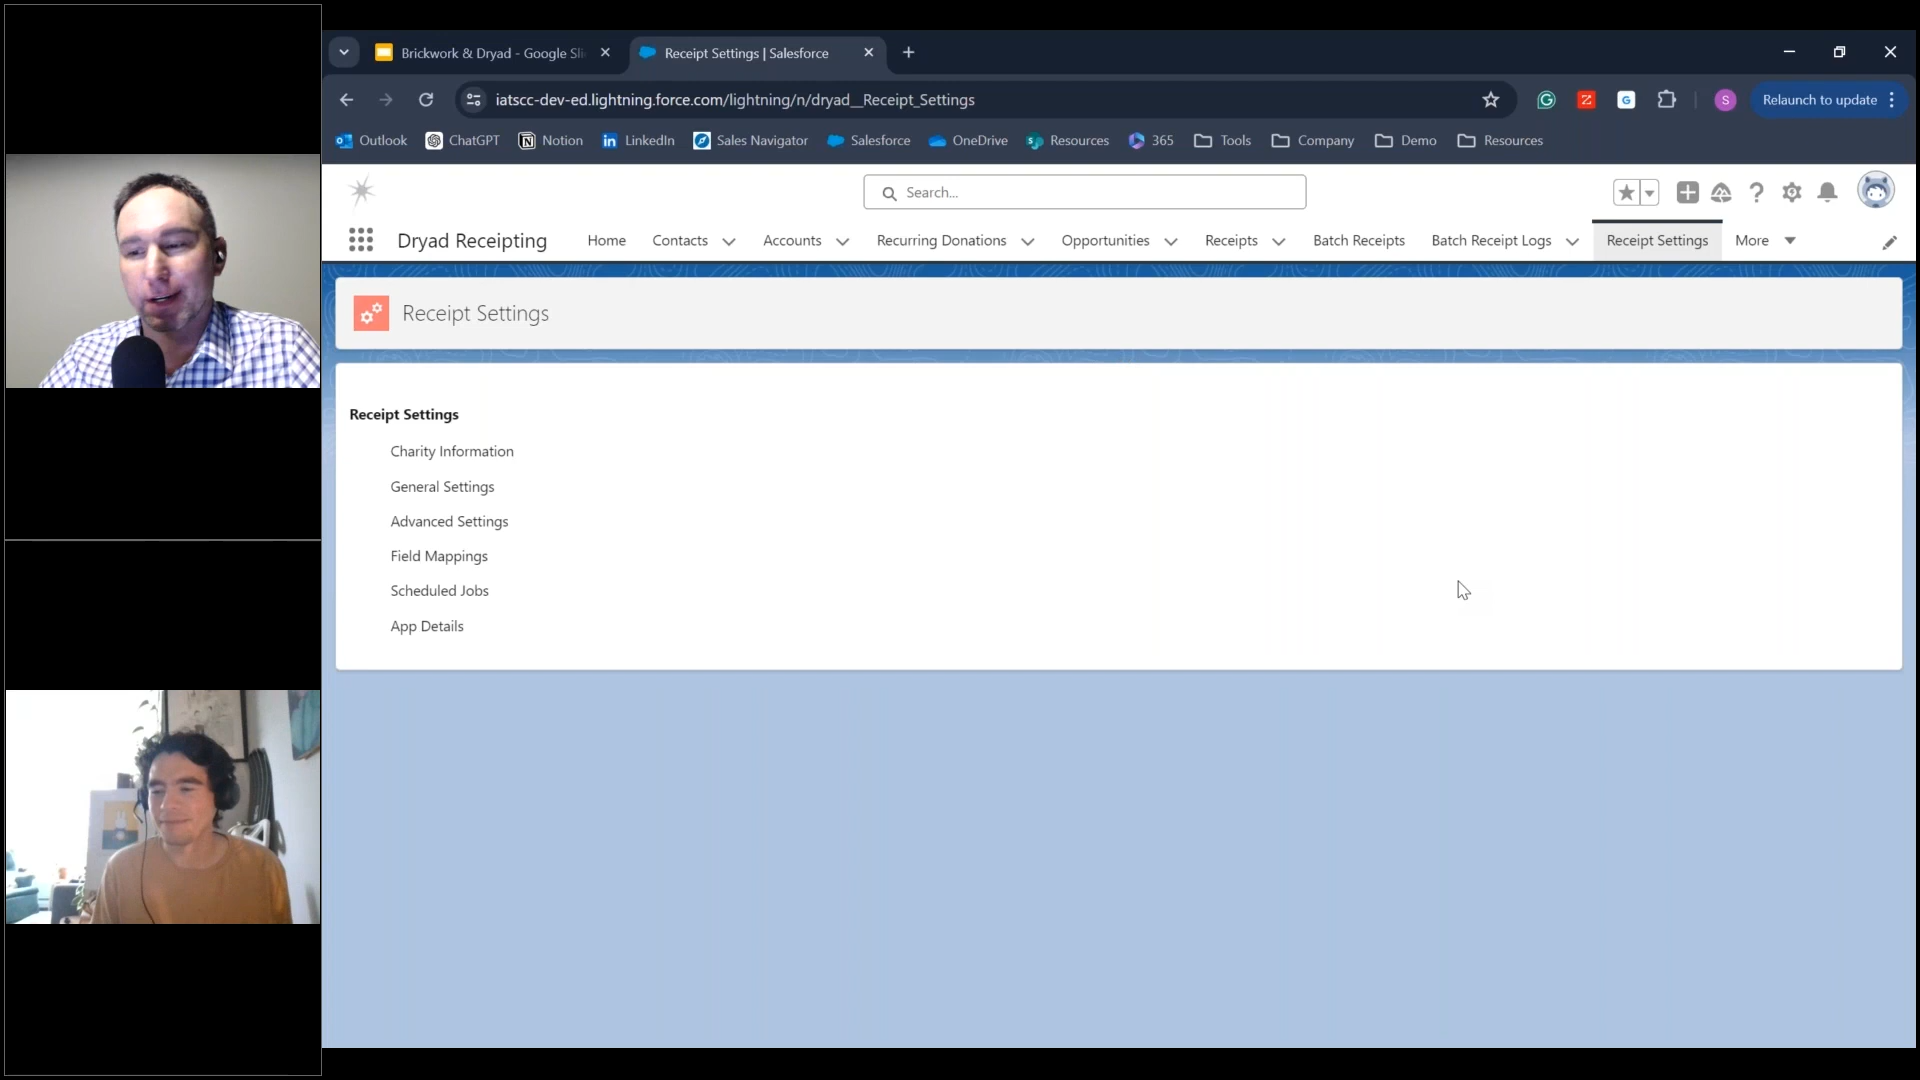 Brickwork & Dryad - Google Sli
Receipt Settings | Salesforce
iatscc-dev-ed.lightning.force.com/lightning/n/dryad__Receipt_Settings
S
Relaunch to update
Outlook
ChatGPT
Notion
LinkedIn
Sales Navigator
Salesforce
OneDrive
Resources
365
Tools
Company
Demo
Resources
Search...
Dryad Receipting
Home
Contacts
Accounts
Recurring Donations
Opportunities
Receipts
Batch Receipts
Batch Receipt Logs
Receipt Settings
More
Receipt Settings
Receipt Settings
Charity Information
General Settings
Advanced Settings
Field Mappings
Scheduled Jobs
App Details